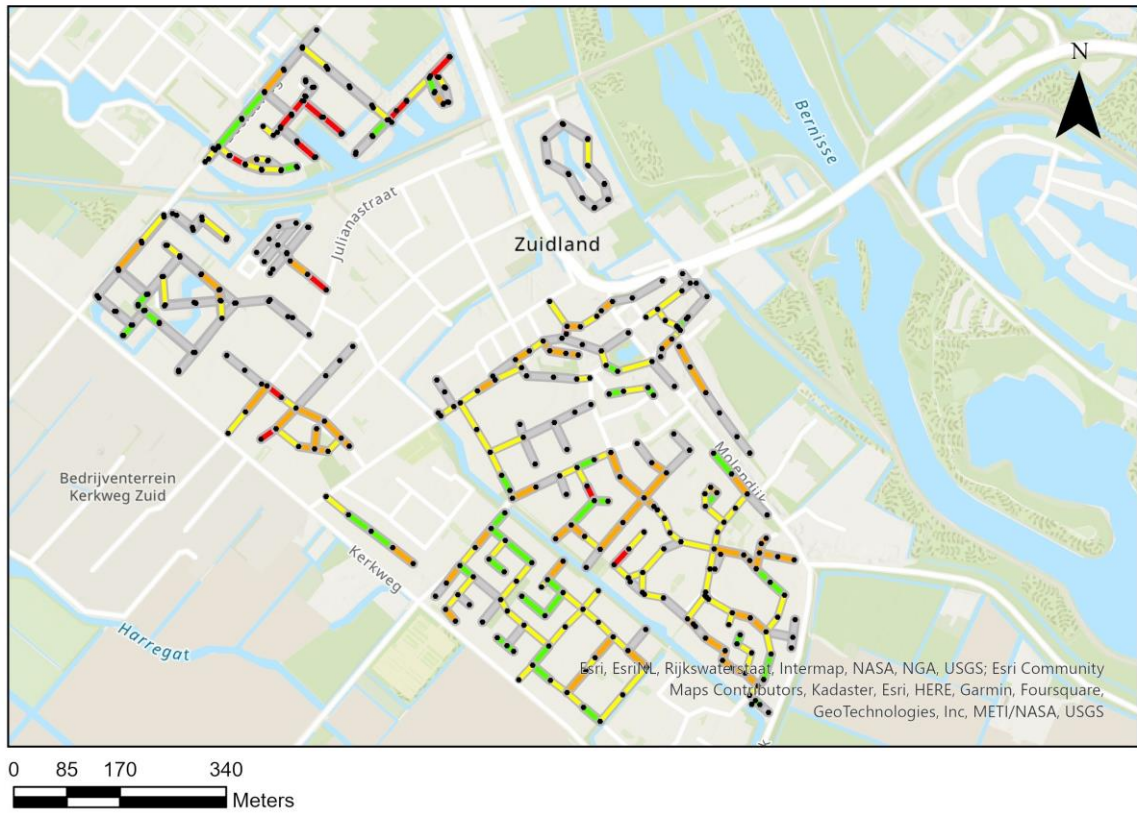 N
Bernisse
Julianastraat
Zuidland
Molendijk
Bedrijventerrein
Kerkweg Zuid
Kerkweg
Harregat
Esri, EsriNL, Rijkswaterstaat, Intermap, NASA, NGA, USGS; Esri Community
Maps Contributors, Kadaster, Esri, HERE, Garmin, Foursquare,
GeoTechnologies, Inc, METI/NASA, USGS
0 85 170 340
Meters